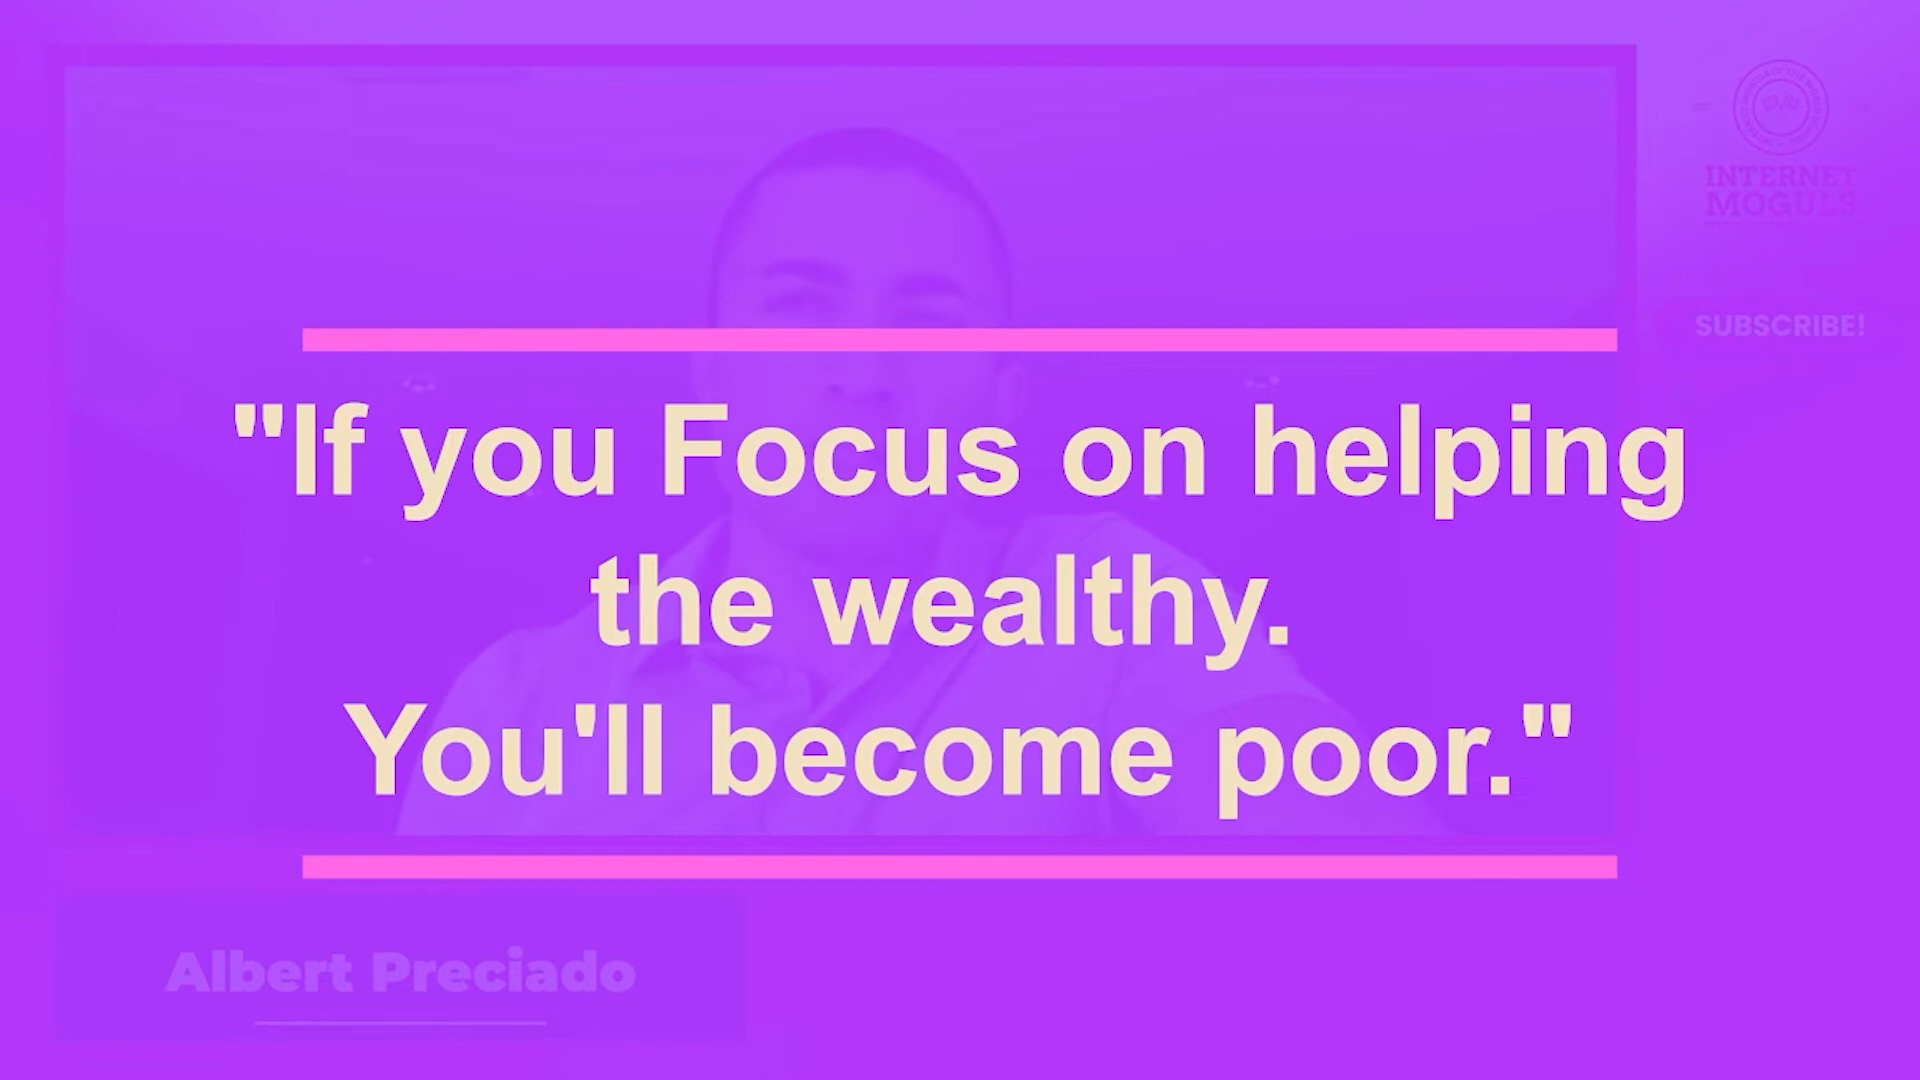 INTERNET
MOGULS
SUBSCRIBE!
"If you Focus on helping
the wealthy.
You'll become poor."
Albert Preciado